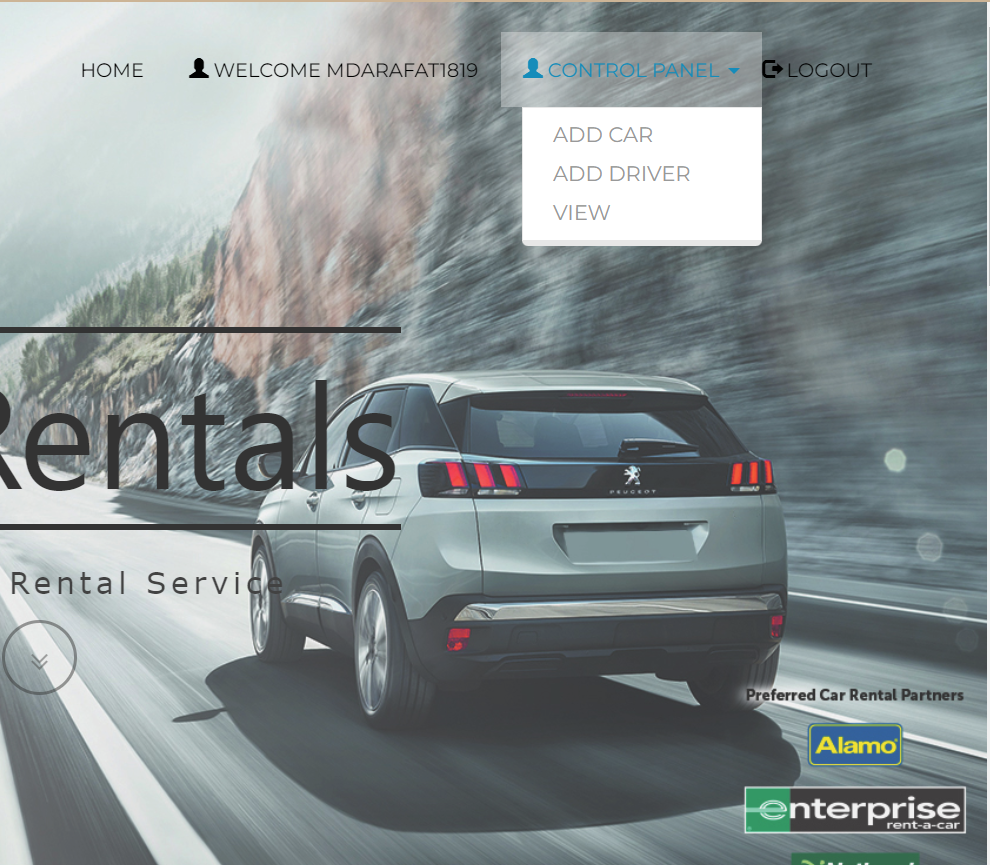 HOME WELCOME MDARAFAT1819 CONTROL PANEL LOGOUT
ADD CAR
ADD DRIVER
VIEW
Rentals
Rental Service
PEUGEOT
Preferred Car Rental Partners
Alamo
enterprise
rent-a-car